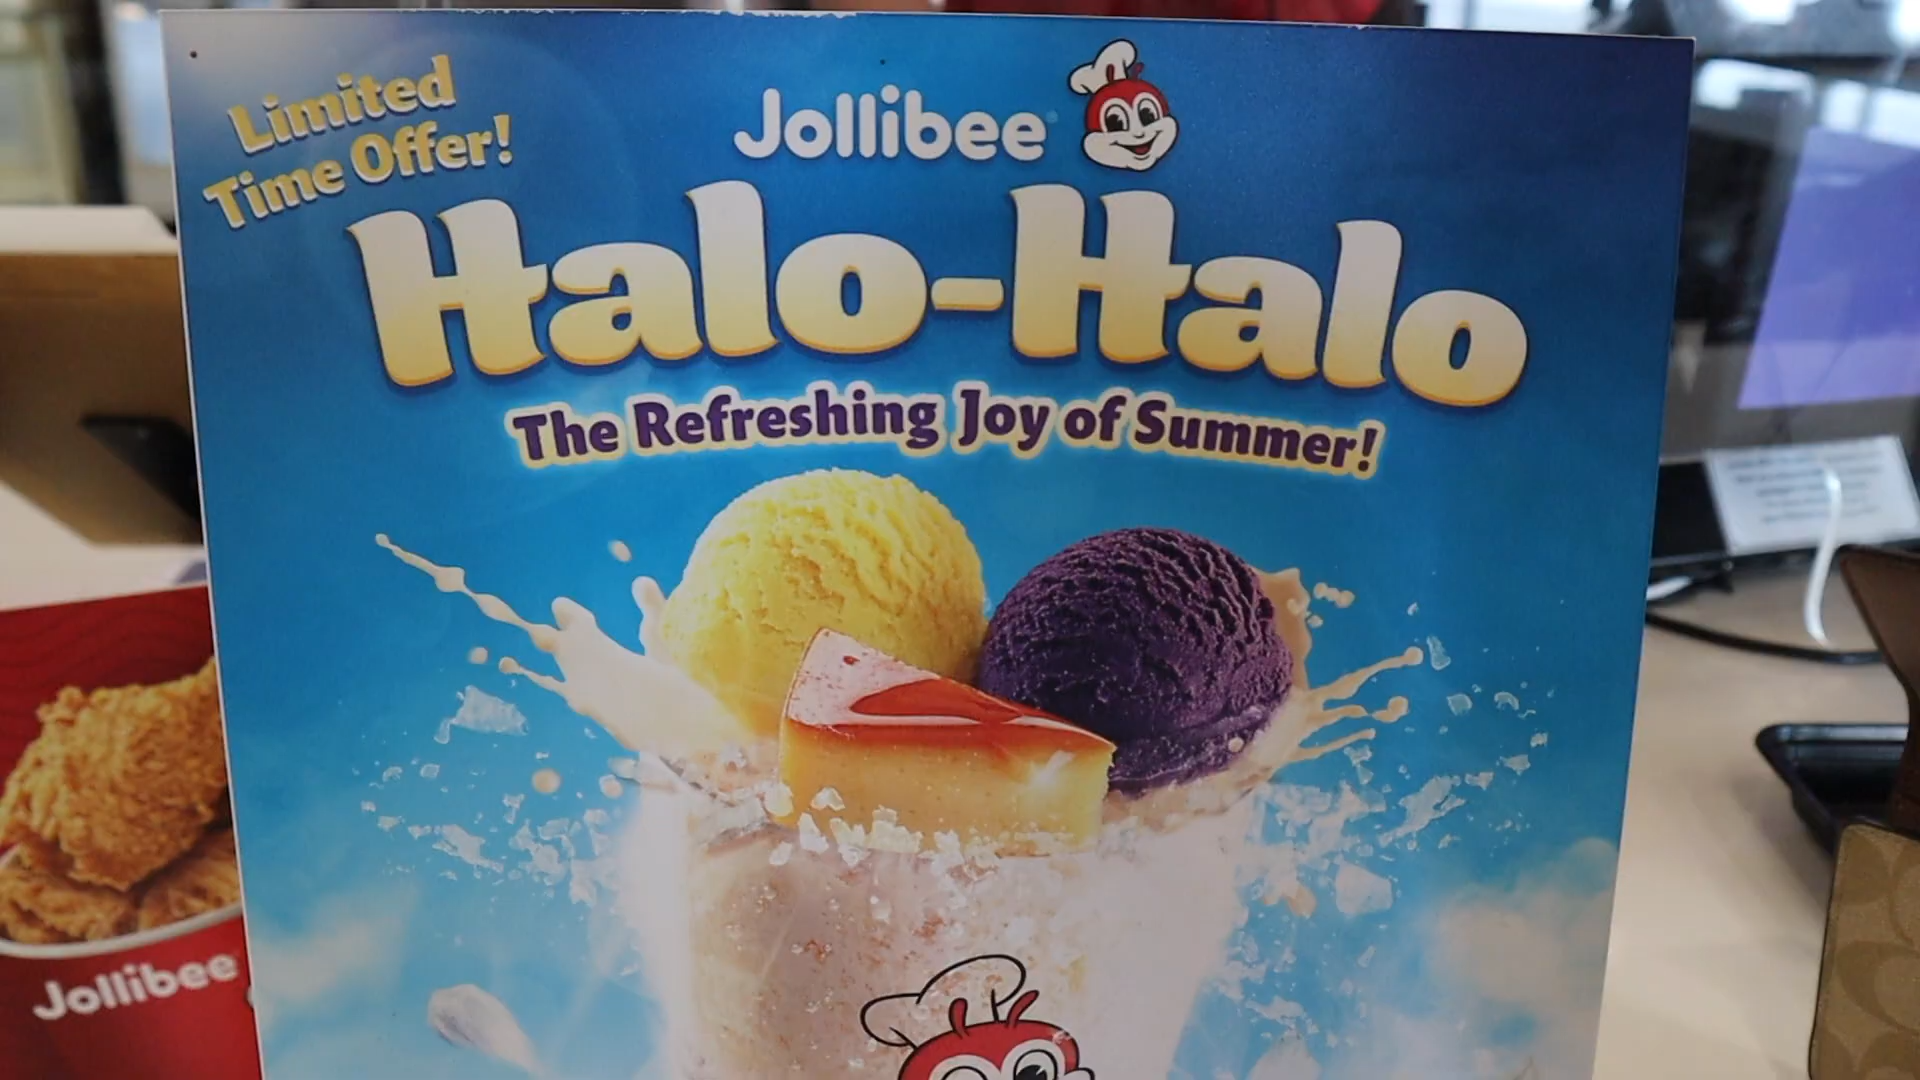 Limited
Time Offer!
Jollibee
Halo-Halo
The Refreshing Joy of Summer!
Jollibee